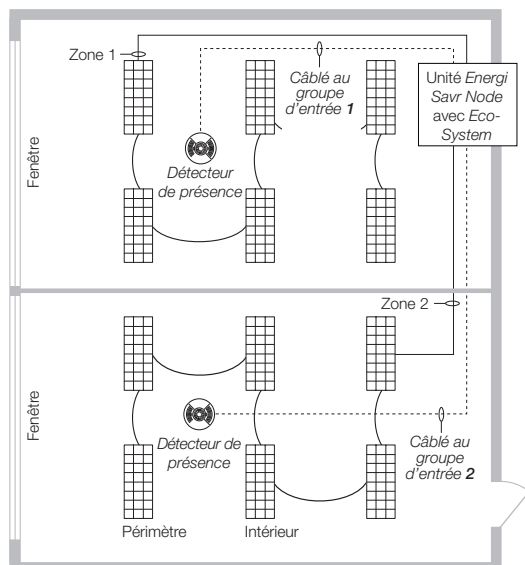 Zone 1
Câblé au
groupe
d'entrée 1
Unité Energi
Savr Node
avec Eco-
System
Fenêtre
Détecteur
de présence
Zone 2
Fenêtre
Détecteur de
présence
Câblé au
groupe
d'entrée 2
Périmètre
Intérieur